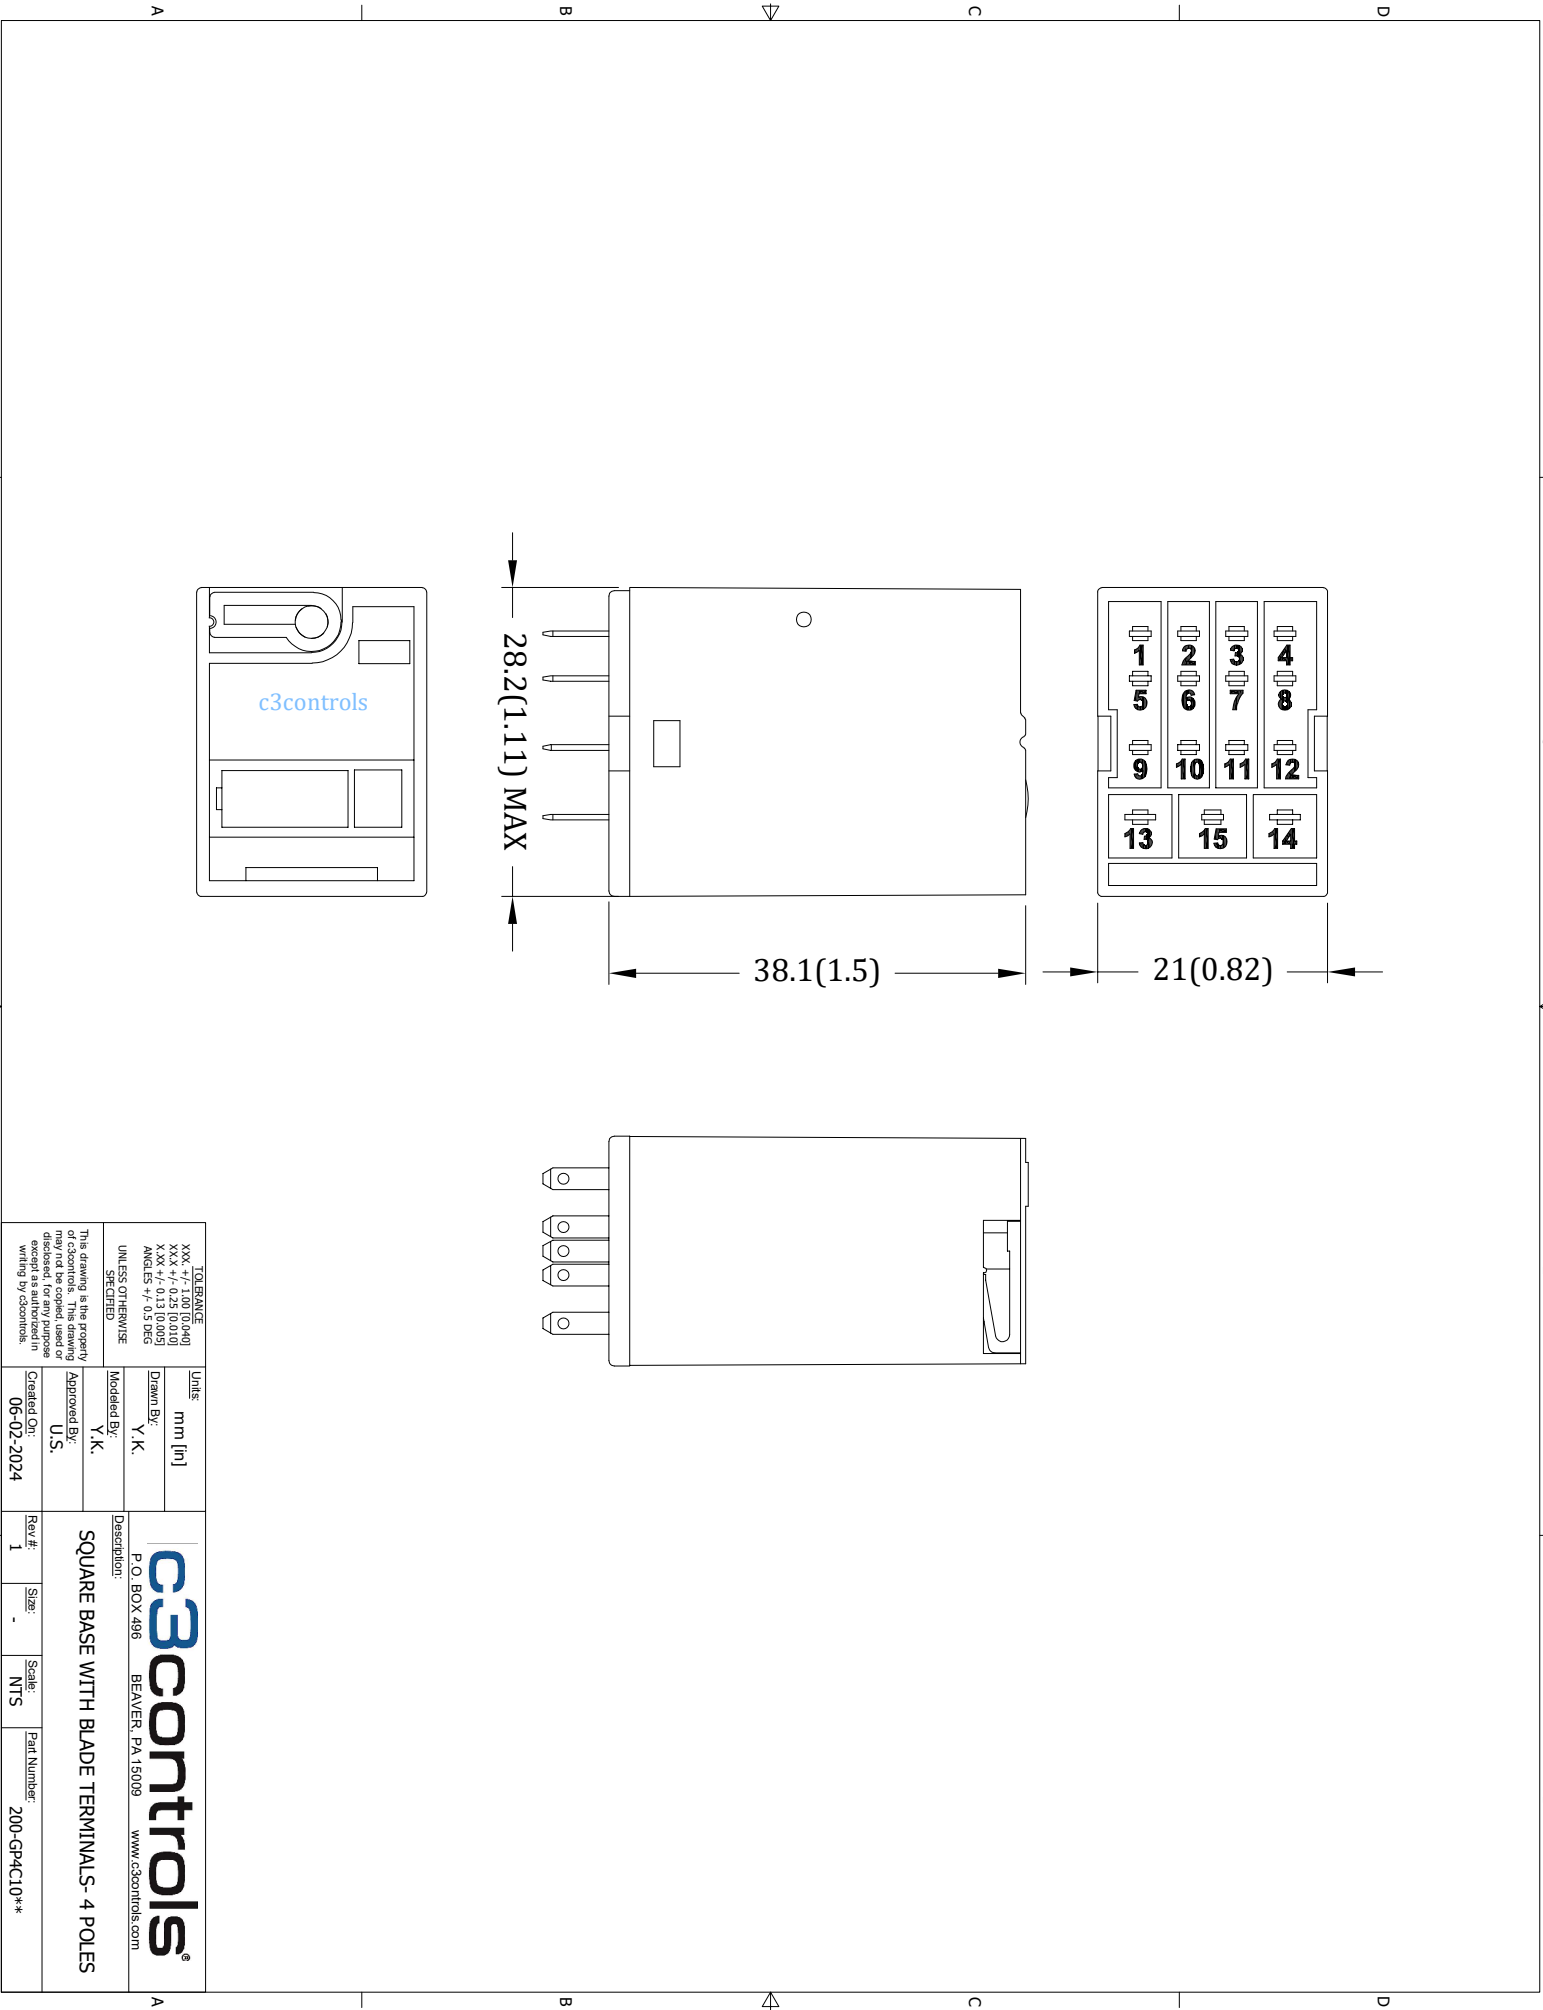 A
B
C
D
1
2
3
4
5
6
7
8
9
10
11
12
13
15
14
28.2(1.11) MAX
38.1(1.5)
21(0.82)
c3controls
TOLERANCE
XXX. +/- 1.00 [0.040]
XX.X +/- 0.25 [0.010]
X.XX +/- 0.13 [0.005]
ANGLES +/- 0.5 DEG
UNLESS OTHERWISE
SPECIFIED
This drawing is the property
of c3controls. This drawing
may not be copied, used or
disclosed, for any purpose
except as authorized in
writing by c3controls.
Units:
mm [in]
Drawn By:
Y.K.
Modeled By:
Y.K.
Approved By:
U.S.
Created On:
06-02-2024
c3controls®
P.O. BOX 496 BEAVER, PA 15009 www.c3controls.com
Description:
SQUARE BASE WITH BLADE TERMINALS- 4 POLES
Rev #:
1
Size:
-
Scale:
NTS
Part Number:
200-GP4C10**
A
B
C
D